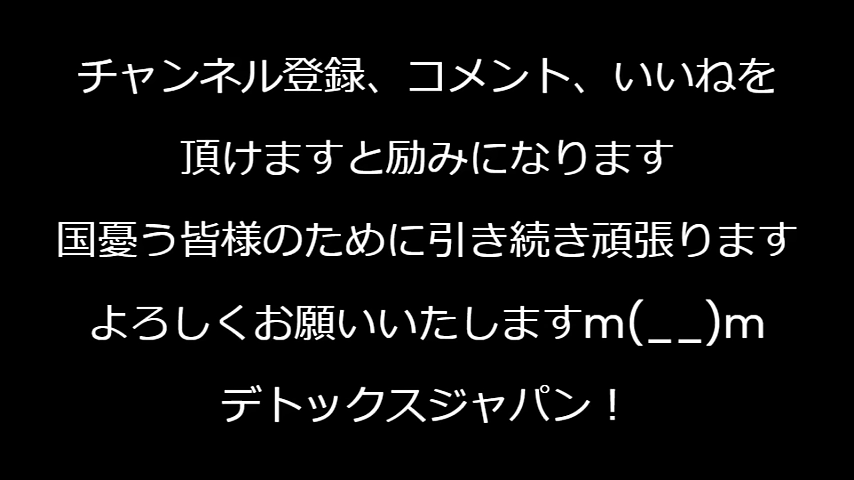 チャンネル登録、コメント、いいねを
頂けますと励みになります
国憂う皆様のために引き続き頑張ります
よろしくお願いいたしますm(_ _)m
デトックスジャパン！